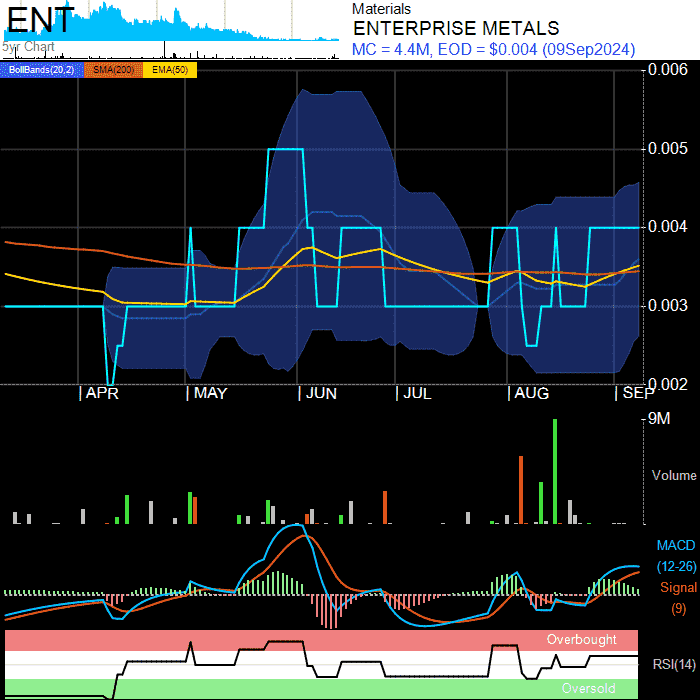 ENT
5yr Chart
Materials
ENTERPRISE METALS
MC = 4.4M, EOD = $0.004 (09Sep2024)
BollBands(20,2) SMA(200) EMA(50)
0.006
0.005
0.004
0.003
0.002
APR MAY JUN JUL AUG SEP
9M
Volume
MACD
(12-26)
Signal
(9)
Overbought
RSI(14)
Oversold